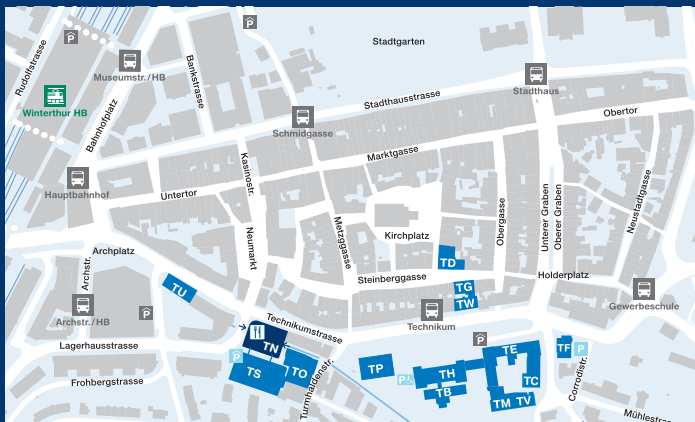 Stadtgarten
P
P
Rudolfstrasse
Museumstr./HB
Bankstrasse
Stadthaus
Winterthur HB
Stadthausstrasse
Obertor
Bahnhofplatz
Schmidgasse
Marktgasse
Kasinostr.
Hauptbahnhof
Untertor
Neustadtgasse
Obergasse
Unterer Graben
Oberer Graben
Metzggasse
Neumarkt
Kirchplatz
Archplatz
TD
Steinberggasse
Holderplatz
Archstr.
TU
TG
TW
Gewerbeschule
Archstr./HB
P
Technikumstrasse
Technikum
Lagerhausstrasse
TN
P
TE
TF
P
P
TS
TO
TP
P
TH
TC
Frohbergstrasse
Turmhaldenstr.
TB
TM
TV
Corrodistr.
Mühlestra